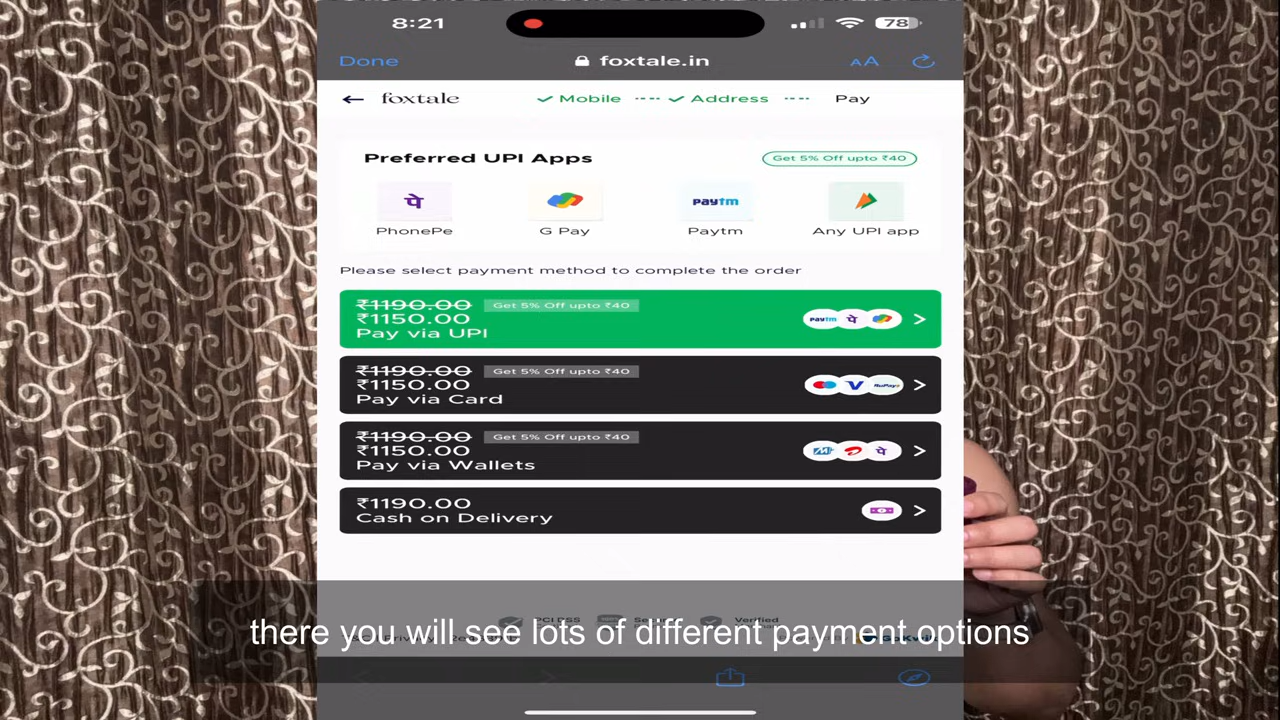 8:21
78
Done
foxtale.in
AA
foxtale
Mobile
Address
Pay
Preferred UPI Apps
Get 5% Off upto ₹40
पे
paytm
PhonePe
G Pay
Paytm
Any UPI app
Please select payment method to complete the order
₹1190.00 Get 5% Off upto ₹40
₹1150.00
Pay via UPI
paytm पे
₹1190.00 Get 5% Off upto ₹40
₹1150.00
Pay via Card
RuPay
₹1190.00 Get 5% Off upto ₹40
₹1150.00
Pay via Wallets
पे
₹1190.00
Cash on Delivery
PCI DSS
Verified
there you will see lots of different payment options